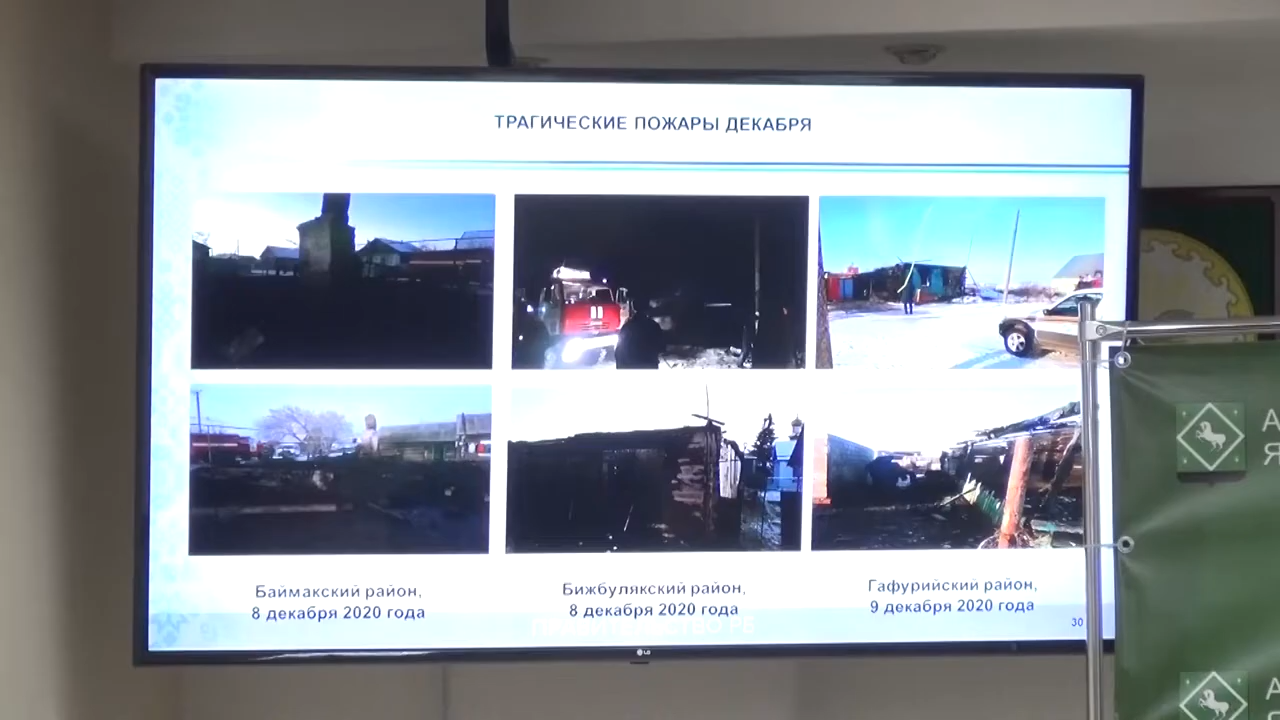 ТРАГИЧЕСКИЕ ПОЖАРЫ ДЕКАБРЯ
Баймакский район,
8 декабря 2020 года
Бижбулякский район,
8 декабря 2020 года
Гафурийский район,
9 декабря 2020 года
30
LG
А
Я
А